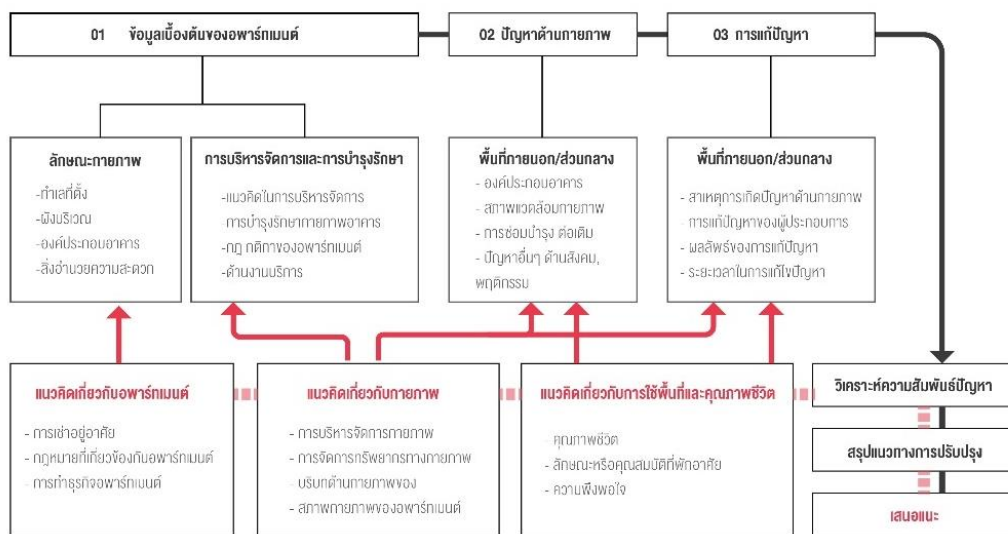 01 ข้อมูลเบื้องต้นของอพาร์ทเมนต์
02 ปัญหาด้านกายภาพ
03 การแก้ปัญหา
ลักษณะกายภาพ
-ทำเลที่ตั้ง
-ผังบริเวณ
-องค์ประกอบอาคาร
-สิ่งอำนวยความสะดวก
การบริหารจัดการและการบำรุงรักษา
-แนวคิดในการบริหารจัดการ
การบำรุงรักษากายภาพอาคาร
-กฎ กติกาของอพาร์ทเมนต์
-ด้านงานบริการ
พื้นที่ภายนอก/ส่วนกลาง
- องค์ประกอบอาคาร
- สภาพแวดล้อมกายภาพ
- การซ่อมบำรุง ต่อเติม
- ปัญหาอื่นๆ ด้านสังคม,
พฤติกรรม
พื้นที่ภายนอก/ส่วนกลาง
- สาเหตุการเกิดปัญหาด้านกายภาพ
- การแก้ปัญหาของผู้ประกอบการ
- ผลลัพธ์ของการแก้ปัญหา
- ระยะเวลาในการแก้ไขปัญหา
แนวคิดเกี่ยวกับอพาร์ทเมนต์
- การเช่าอยู่อาศัย
- กฎหมายที่เกี่ยวข้องกับอพาร์ทเมนต์
การทำธุรกิจอพาร์ทเมนต์
แนวคิดเกี่ยวกับกายภาพ
- การบริหารจัดการกายภาพ
- การจัดการทรัพยากรทางกายภาพ
บริบทด้านกายภาพของ
- สภาพกายภาพของอพาร์ทเมนต์
แนวคิดเกี่ยวกับการใช้พื้นที่และคุณภาพชีวิต
คุณภาพชีวิต
- ลักษณะหรือคุณสมบัติที่พักอาศัย
- ความพึงพอใจ
วิเคราะห์ความสัมพันธ์ปัญหา
สรุปแนวทางการปรับปรุง
เสนอแนะ